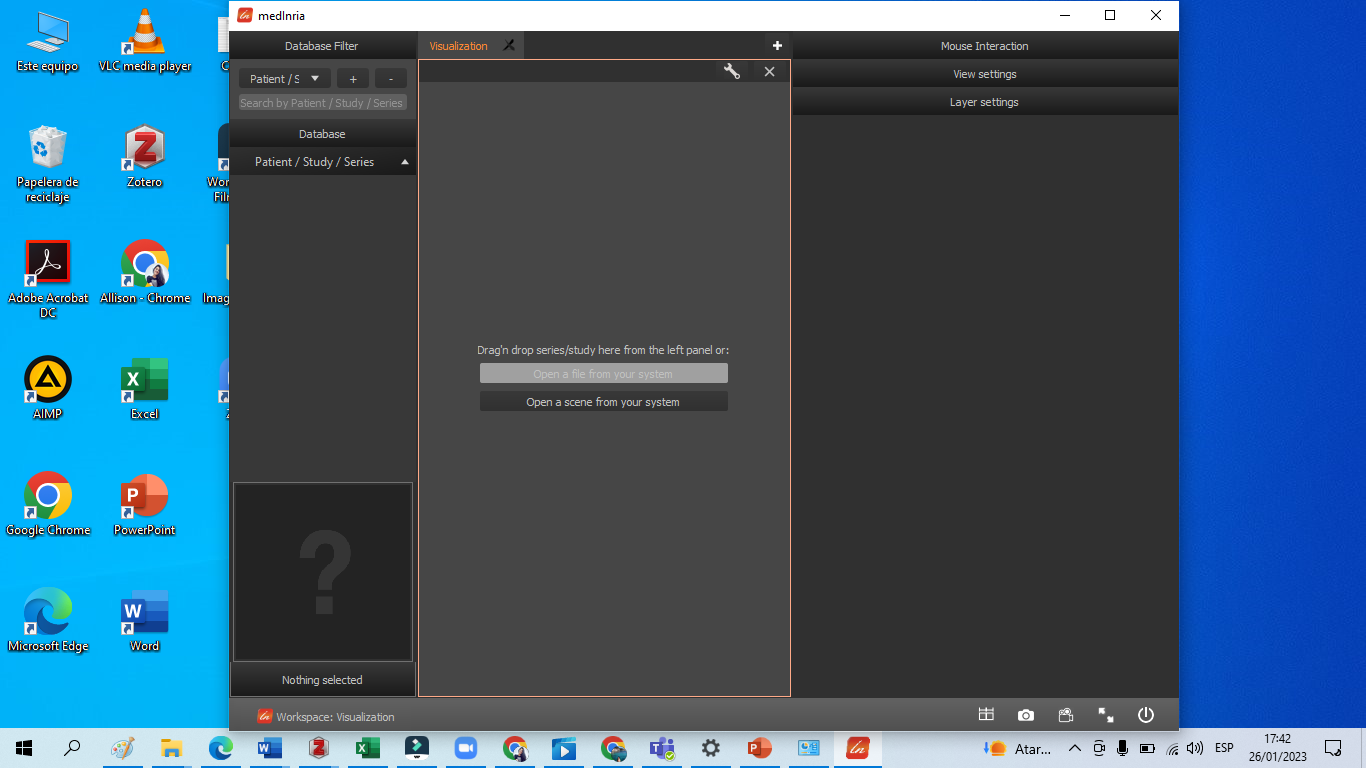 Este equipo
VLC media player
C
Papelera de
reciclaje
Zotero
Wor
Fil
Adobe Acrobat
DC
Allison - Chrome
Imag
AIMP
Excel
Google Chrome
PowerPoint
Microsoft Edge
Word
medInria
Database Filter
Patient / S
+
-
Search by Patient / Study / Series
Database
Patient / Study / Series
Nothing selected
Visualization
Drag'n drop series/study here from the left panel or:
Open a file from your system
Open a scene from your system
Mouse Interaction
View settings
Layer settings
Workspace: Visualization
Atar...
ESP
17:42
26/01/2023